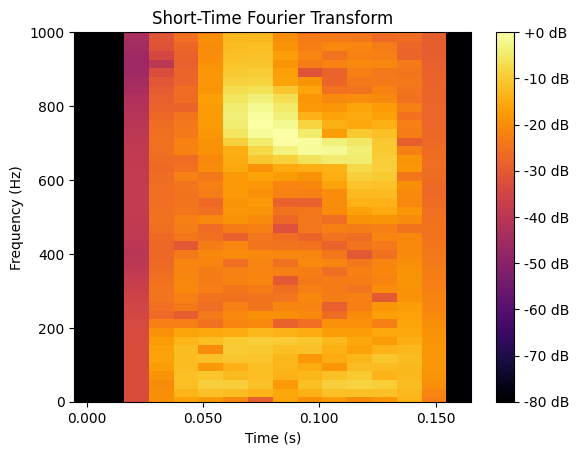 Short-Time Fourier Transform
Frequency (Hz)
1000
800
600
400
200
0
0.000 0.050 0.100 0.150
Time (s)
+0 dB
-10 dB
-20 dB
-30 dB
-40 dB
-50 dB
-60 dB
-70 dB
-80 dB